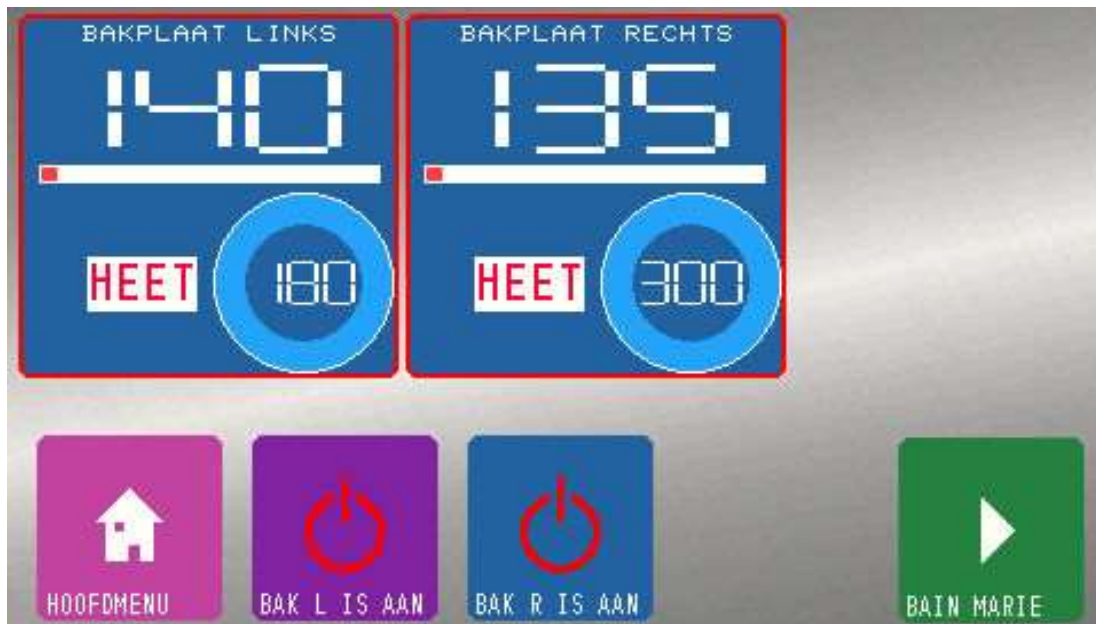 BAKPLAAT LINKS
140
HEET
180
BAKPLAAT RECHTS
135
HEET
300
HOOFDMENU
BAK L IS AAN
BAK R IS AAN
BAIN MARIE